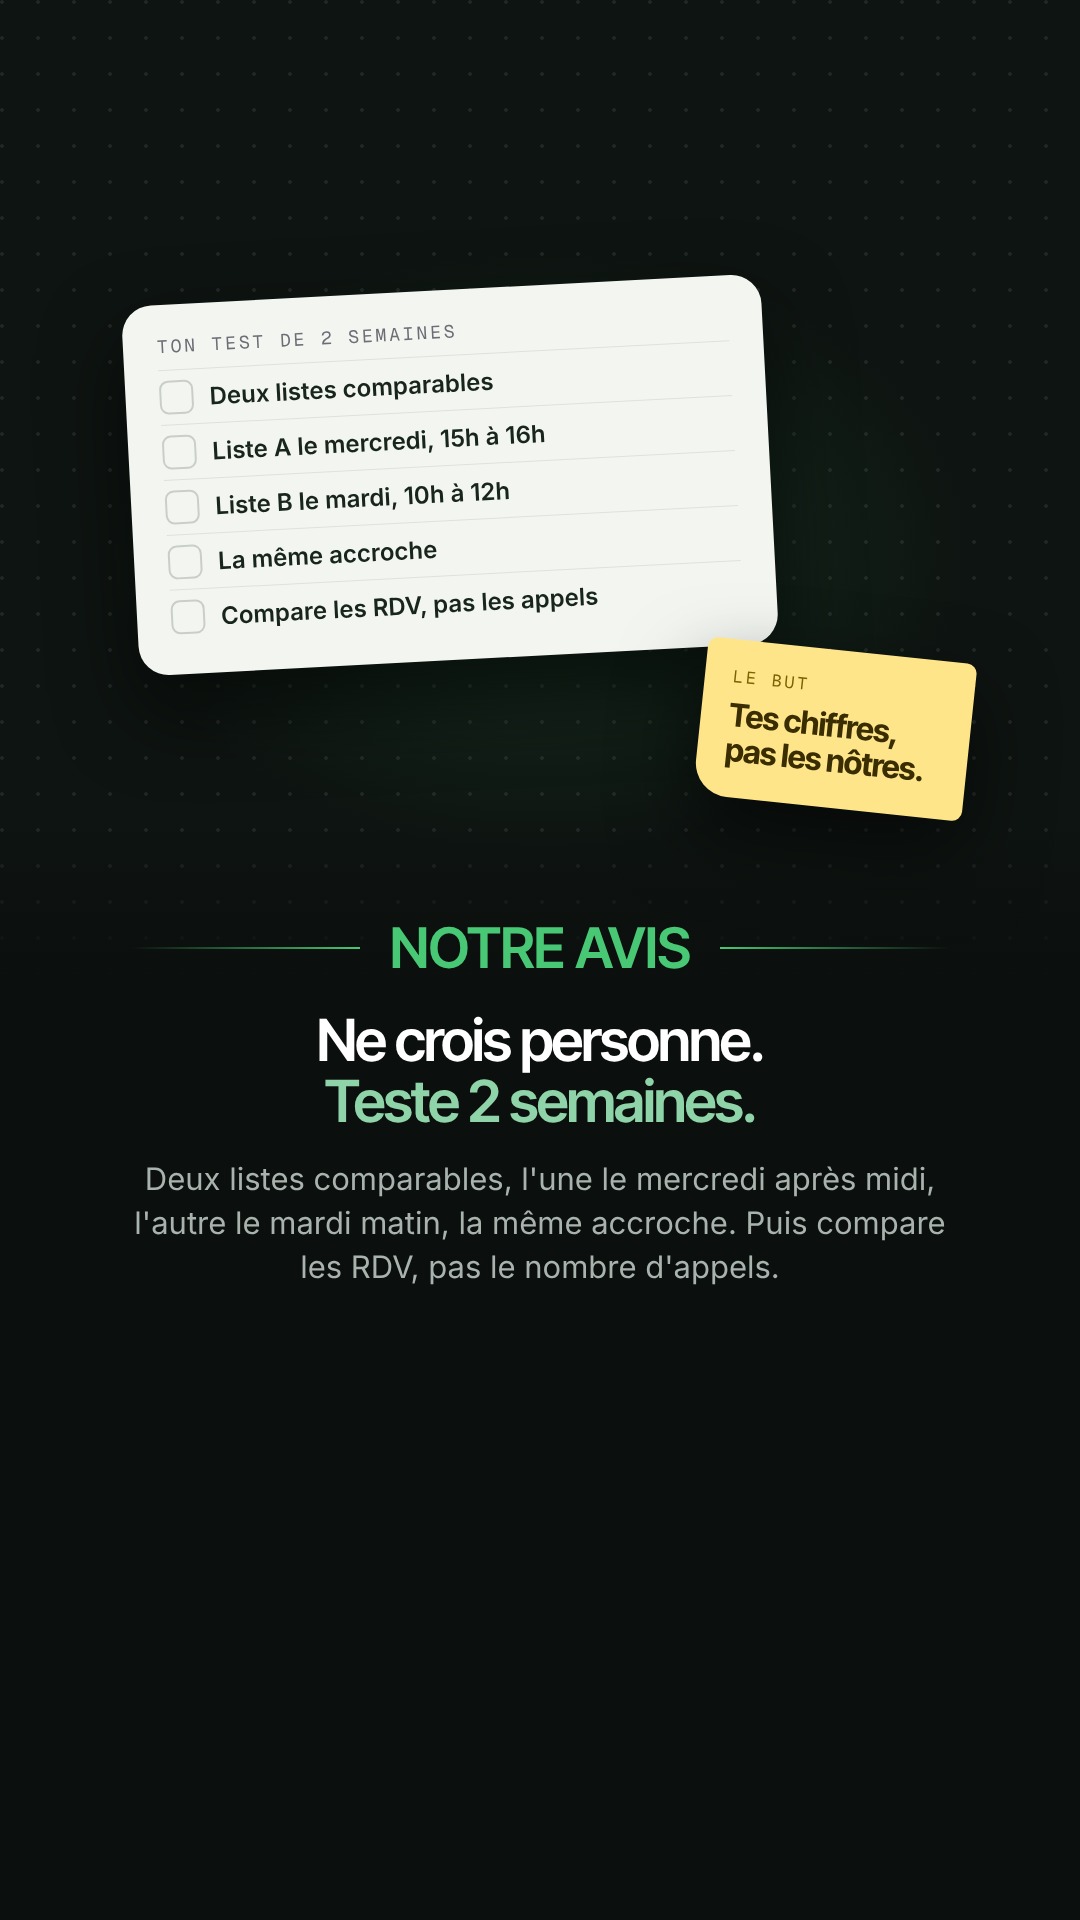 TON TEST DE 2 SEMAINES
Deux listes comparables
Liste A le mercredi, 15h à 16h
Liste B le mardi, 10h à 12h
La même accroche
Compare les RDV, pas les appels
LE BUT
Tes chiffres,
pas les nôtres.
NOTRE AVIS
Ne crois personne.
Teste 2 semaines.
Deux listes comparables, l'une le mercredi après midi,
l'autre le mardi matin, la même accroche. Puis compare
les RDV, pas le nombre d'appels.